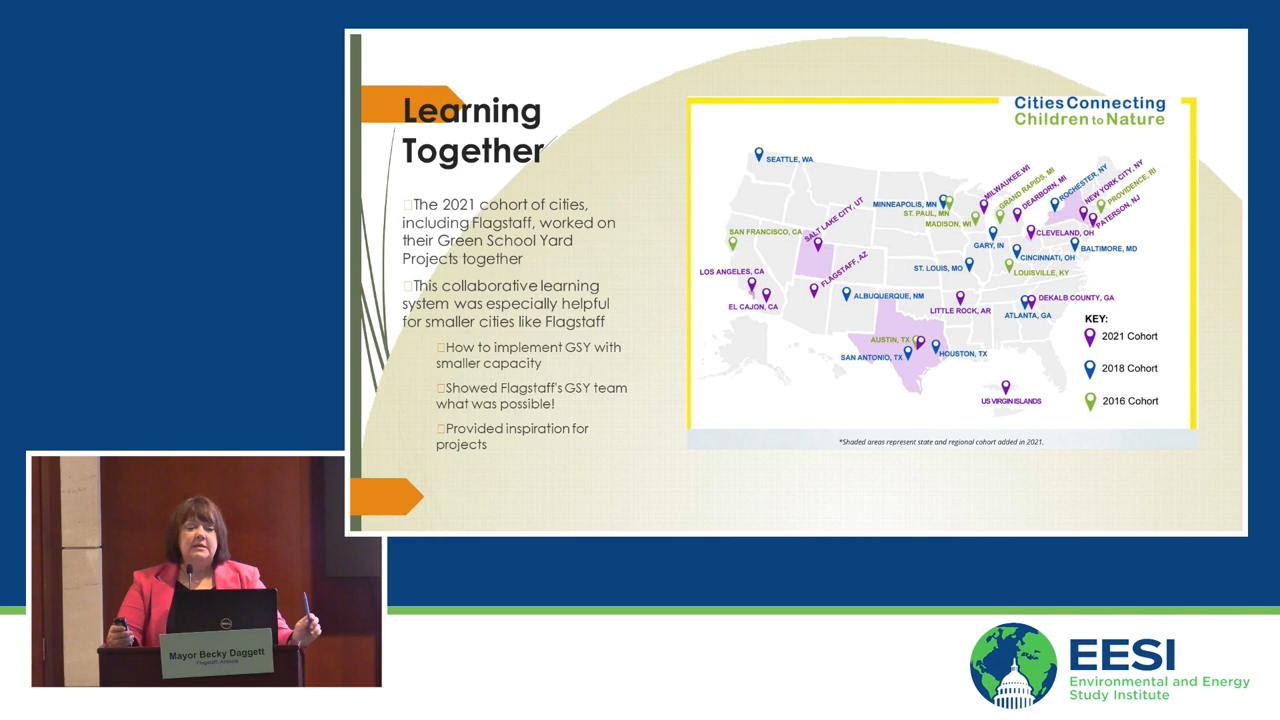 Learning
Together
The 2021 cohort of cities,
including Flagstaff, worked on
their Green School Yard
Projects together
This collaborative learning
system was especially helpful
for smaller cities like Flagstaff
How to implement GSY with
smaller capacity
Showed Flagstaff's GSY team
what was possible!
Provided inspiration for
projects
Cities Connecting
Children to Nature
SEATTLE, WA
MINNEAPOLIS, MN
ST. PAUL, MN
MADISON, WI
MILWAUKEE WI
GRAND RAPIDS, MI
DEARBORN, MI
ROCHESTER, NY
NEW YORK CITY, NY
PROVIDENCE, RI
PATERSON, NJ
SAN FRANCISCO, CA
SALT LAKE CITY, UT
CLEVELAND, OH
GARY, IN
CINCINNATI, OH
BALTIMORE, MD
LOS ANGELES, CA
FLAGSTAFF, AZ
ST. LOUIS, MO
LOUISVILLE, KY
EL CAJON, CA
ALBUQUERQUE, NM
LITTLE ROCK, AR
DEKALB COUNTY, GA
ATLANTA, GA
AUSTIN, TX
SAN ANTONIO, TX
HOUSTON, TX
US VIRGIN ISLANDS
KEY:
2021 Cohort
2018 Cohort
2016 Cohort
*Shaded areas represent state and regional cohort added in 2021.
DELL
Mayor Becky Daggett
Flagstaff, Arizona
EESI
Environmental and Energy
Study Institute